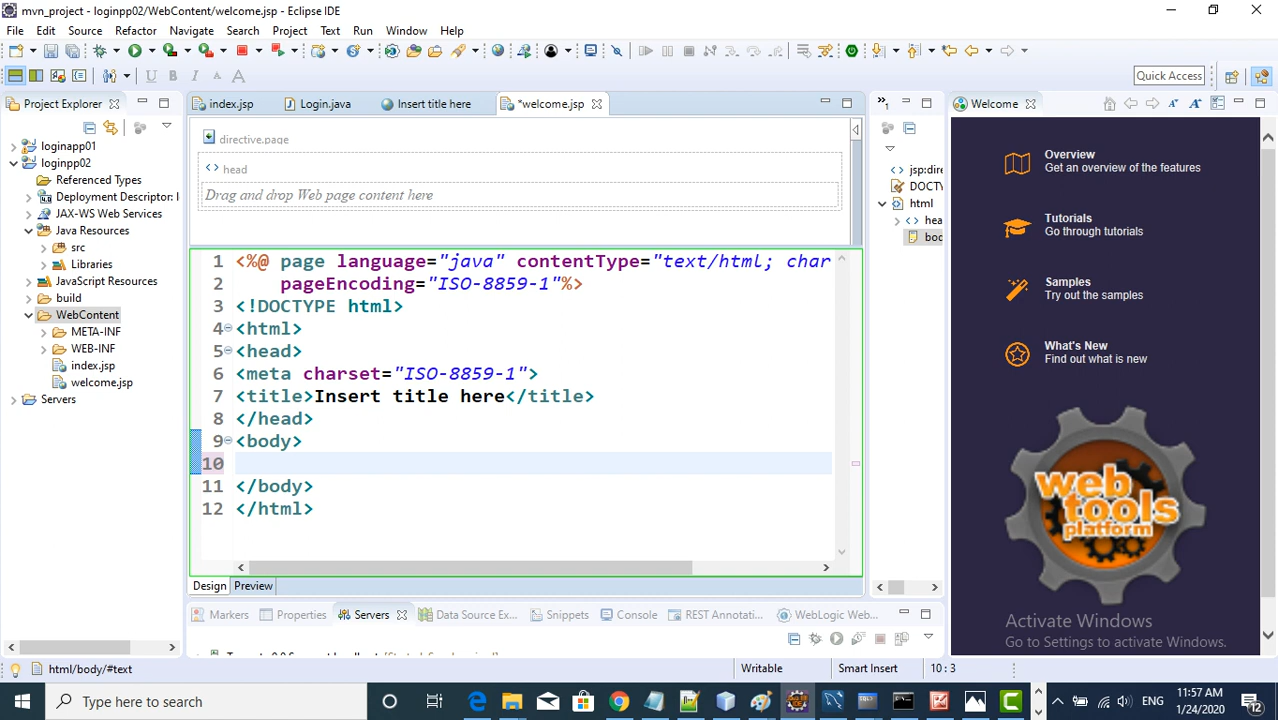 mvn_project - loginpp02/WebContent/welcome.jsp - Eclipse IDE
File Edit Source Refactor Navigate Search Project Text Run Window Help
Quick Access
Project Explorer
index.jsp Login.java Insert title here *welcome.jsp
Welcome
loginapp01
loginpp02
Referenced Types
Deployment Descriptor: l
JAX-WS Web Services
Java Resources
src
Libraries
JavaScript Resources
build
WebContent
META-INF
WEB-INF
index.jsp
welcome.jsp
Servers
directive.page
head
Drag and drop Web page content here
1 <%@ page language="java" contentType="text/html; char
2 pageEncoding="ISO-8859-1"%>
3 <!DOCTYPE html>
4 <html>
5 <head>
6 <meta charset="ISO-8859-1">
7 <title>Insert title here</title>
8 </head>
9 <body>
10
11 </body>
12 </html>
Design Preview
jsp:dire
DOCTY
html
hea
boc
Overview
Get an overview of the features
Tutorials
Go through tutorials
Samples
Try out the samples
What's New
Find out what is new
web
tools
platform
Activate Windows
Go to Settings to activate Windows.
Markers Properties Servers Data Source Ex... Snippets Console REST Annotati... WebLogic Web...
html/body/#text
Writable Smart Insert 10 : 3
Type here to search
ENG
11:57 AM
1/24/2020
12